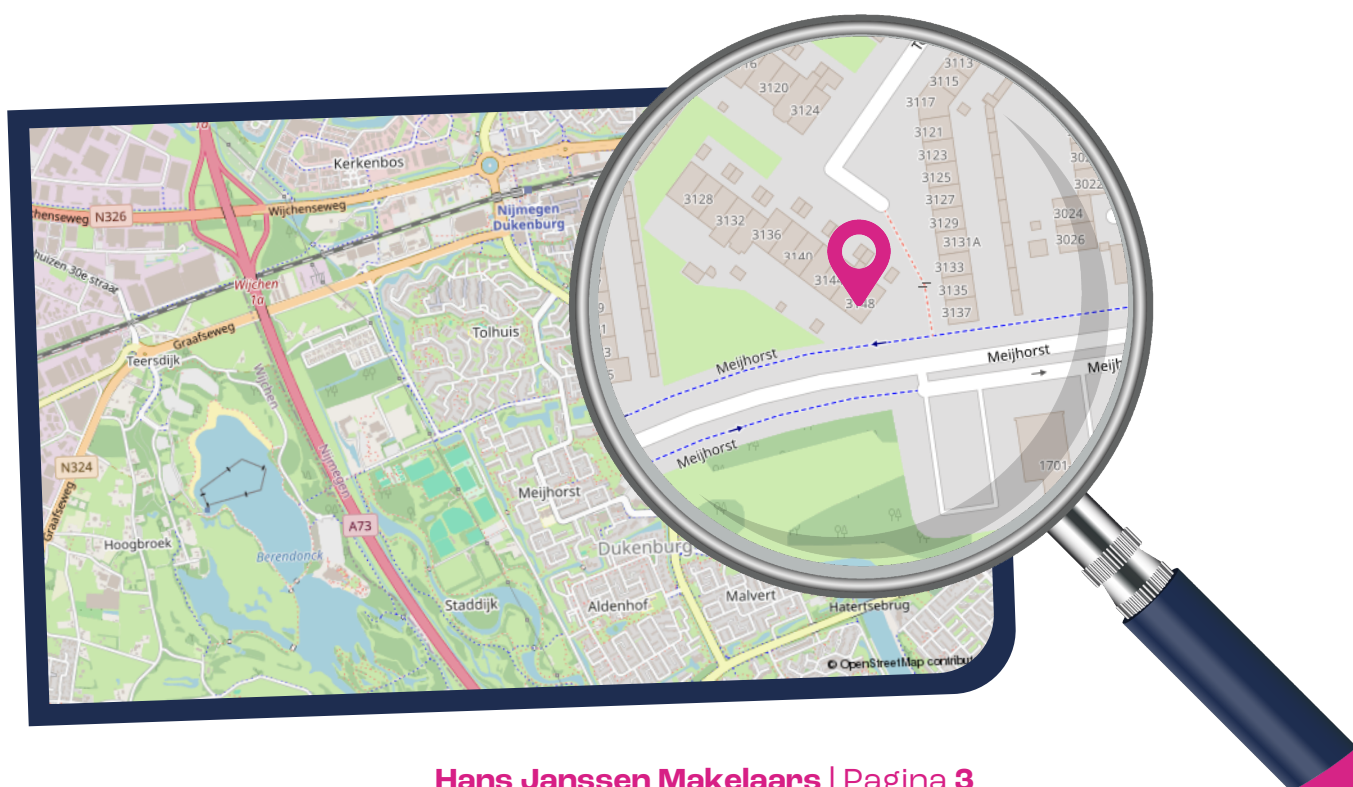 Kerkenbos
Wijchenseweg
N326
Wijchenseweg
Nijmegen
Dukenburg
huizen 30e straat
Wijchen
1a
Graafseweg
Teersdijk
Tolhuis
Wijchen
Nijmegen
N324
Graafseweg
Meijhorst
A73
Hoogbroek
Berendonck
Dukenburg
Staddijk
Aldenhof
Malvert
Hatertsebrug
© OpenStreetMap contribut
3113
3115
3120
3117
3124
3121
3123
3125
3022
3128
3127
3024
3132
3129
3136
3131A
3026
3140
3133
3144
3135
3148
3137
Meijhorst
Meijhorst
Meijh
Meijhorst
1701
Hans Janssen Makelaars | Pagina 3